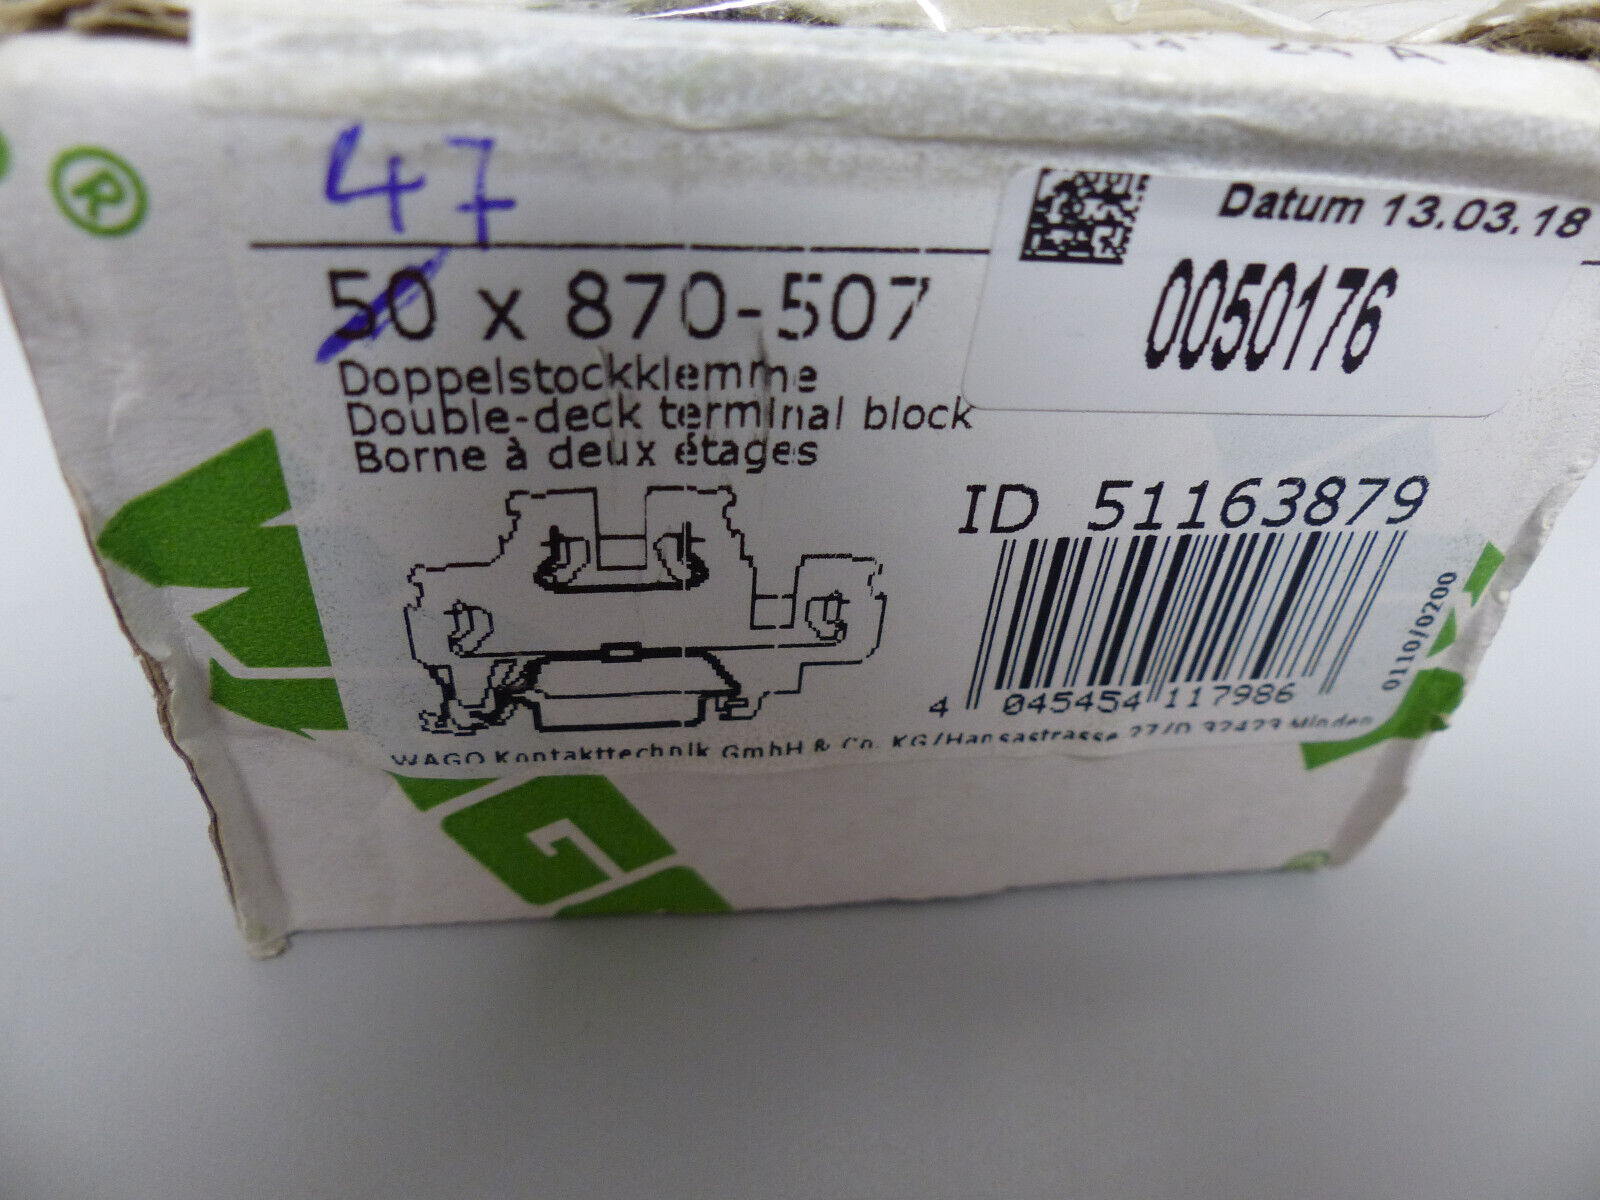 ®
47
50 x 870-507
Doppelstockklemme
Double-deck terminal block
Borne à deux étages
Datum 13.03.18
0050176
ID 51163879
4 045454 117986
0110/0200
WAGO Kontakttechnik GmbH & Co. KG/Hansastrasse 27/D 32423 Minden